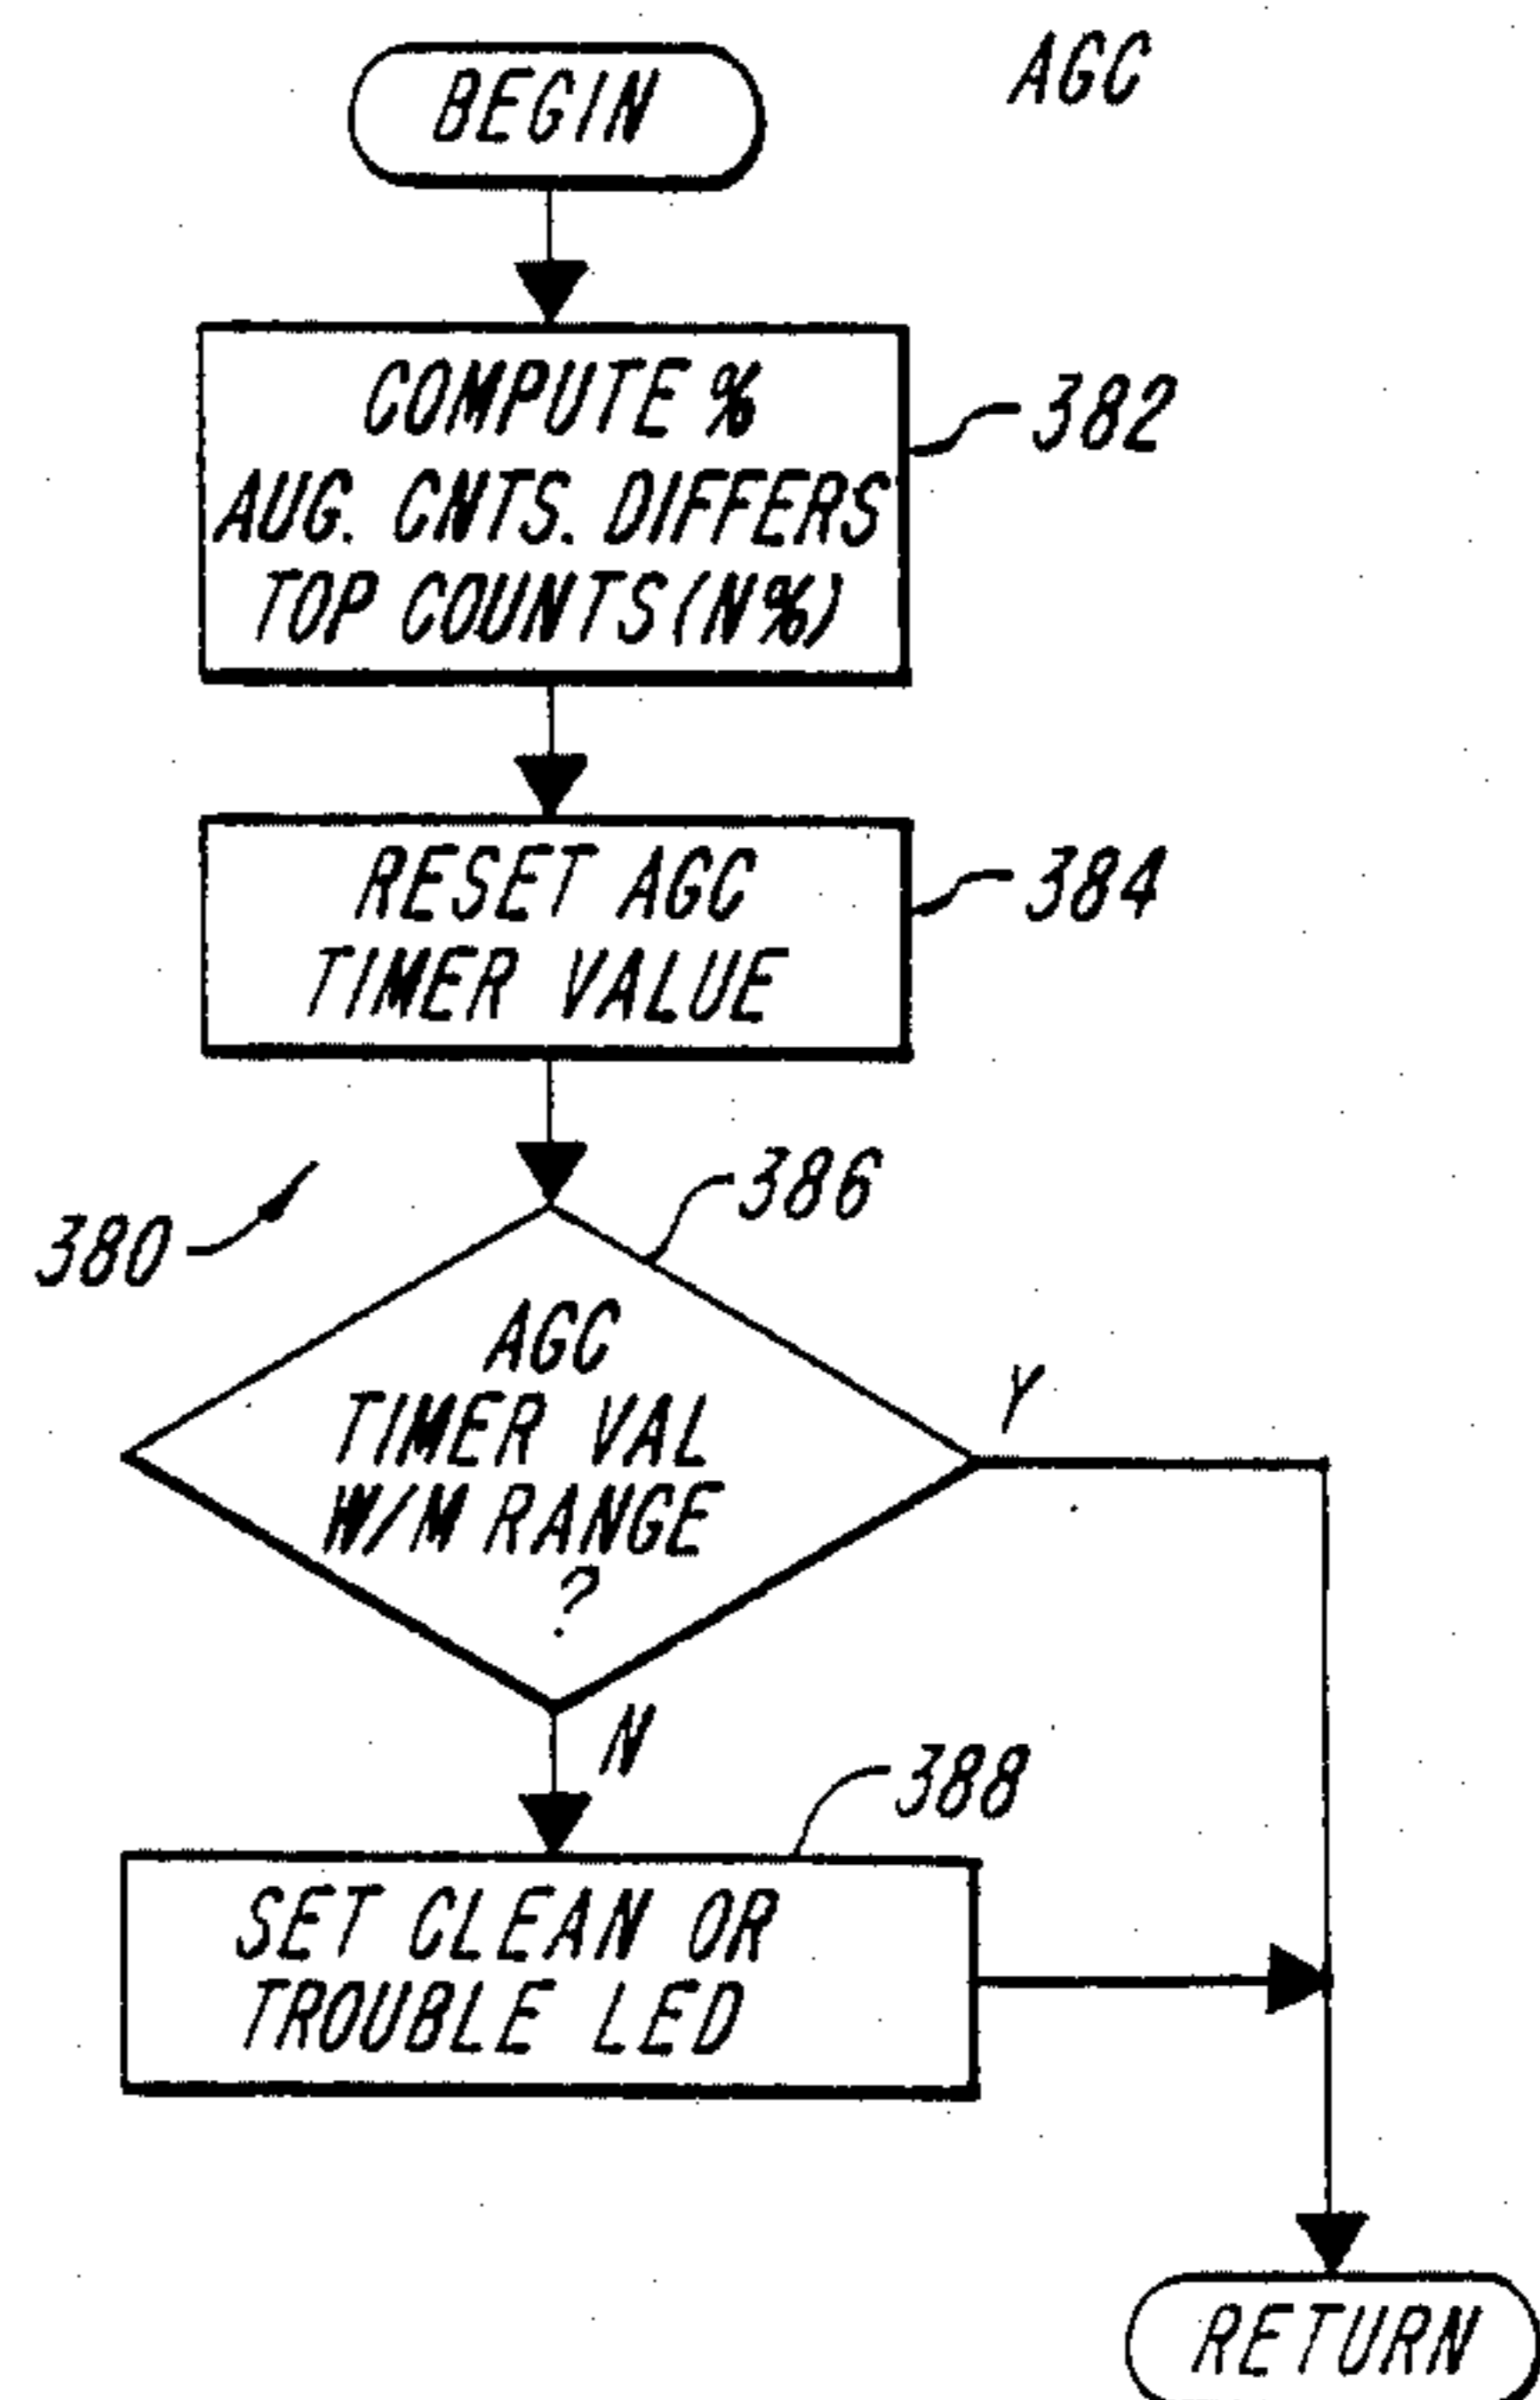 BEGIN
AGC
COMPUTE %
AUG. CNTS. DIFFERS
TOP COUNTS (N%)
382
RESET AGC
TIMER VALUE
384
380
386
AGC
TIMER VAL
W/M RANGE
?
Y
N
388
SET CLEAN OR
TROUBLE LED
RETURN